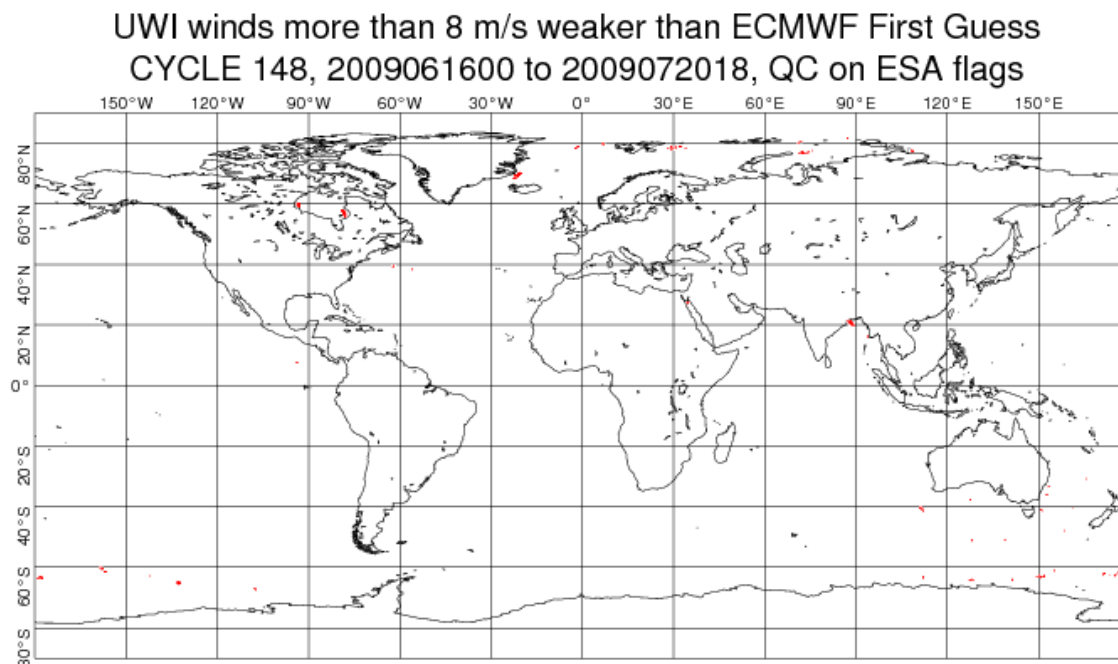 UWI winds more than 8 m/s weaker than ECMWF First Guess
CYCLE 148, 2009061600 to 2009072018, QC on ESA flags
150°W 120°W 90°W 60°W 30°W 0° 30°E 60°E 90°E 120°E 150°E
80°N
60°N
40°N
20°N
0°
20°S
40°S
60°S
80°S